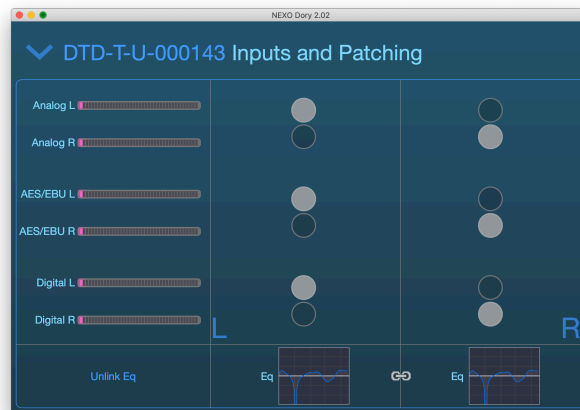 NEXO Dory 2.02
DTD-T-U-000143 Inputs and Patching
Analog L
Analog R
AES/EBU L
AES/EBU R
Digital L
Digital R
L
R
Unlink Eq
Eq
Eq